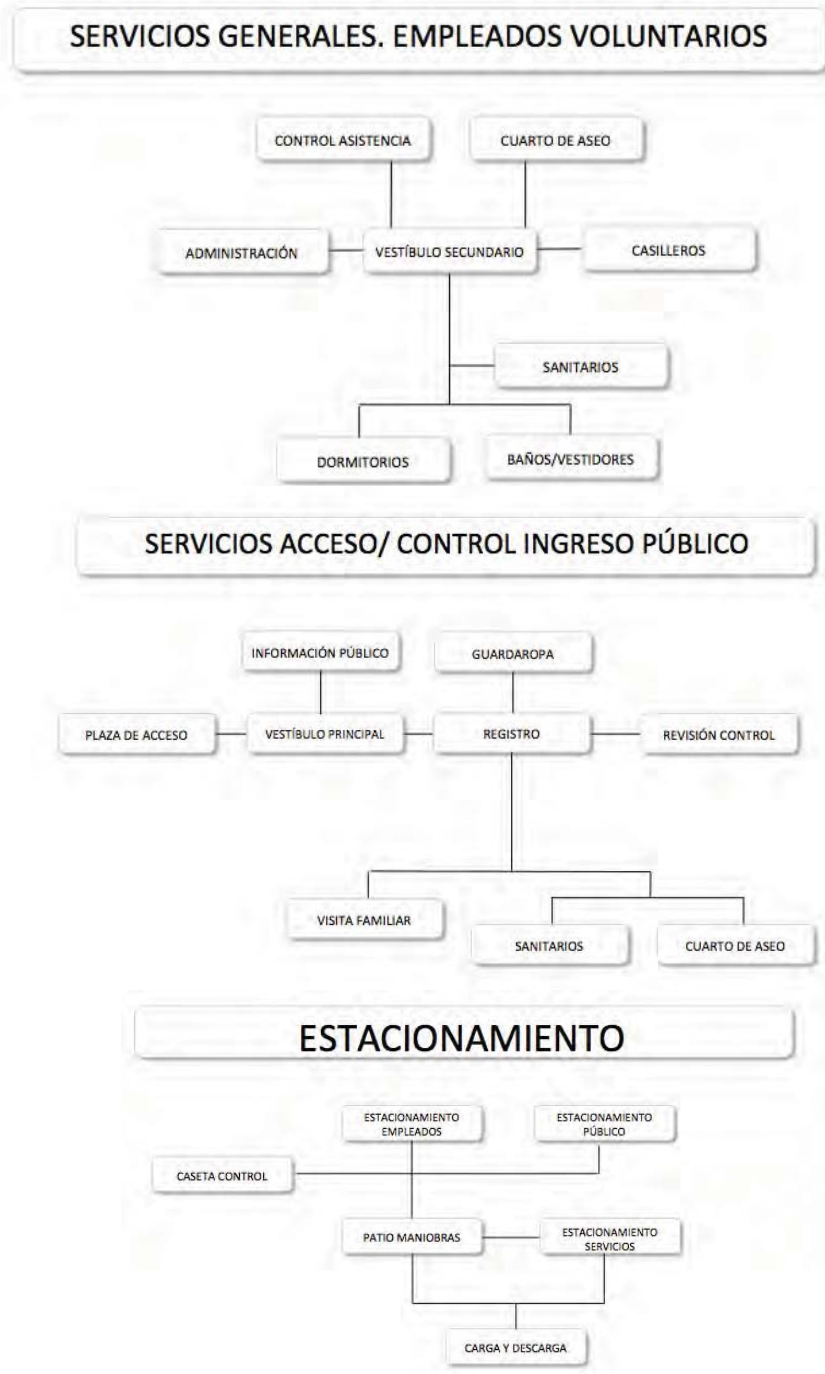 SERVICIOS GENERALES. EMPLEADOS VOLUNTARIOS
CONTROL ASISTENCIA
CUARTO DE ASEO
ADMINISTRACIÓN
VESTÍBULO SECUNDARIO
CASILLEROS
SANITARIOS
DORMITORIOS
BAÑOS/VESTIDORES
SERVICIOS ACCESO/ CONTROL INGRESO PÚBLICO
INFORMACIÓN PÚBLICO
GUARDAROPA
PLAZA DE ACCESO
VESTÍBULO PRINCIPAL
REGISTRO
REVISIÓN CONTROL
VISITA FAMILIAR
SANITARIOS
CUARTO DE ASEO
ESTACIONAMIENTO
ESTACIONAMIENTO
EMPLEADOS
ESTACIONAMIENTO
PÚBLICO
CASETA CONTROL
PATIO MANIOBRAS
ESTACIONAMIENTO
SERVICIOS
CARGA Y DESCARGA